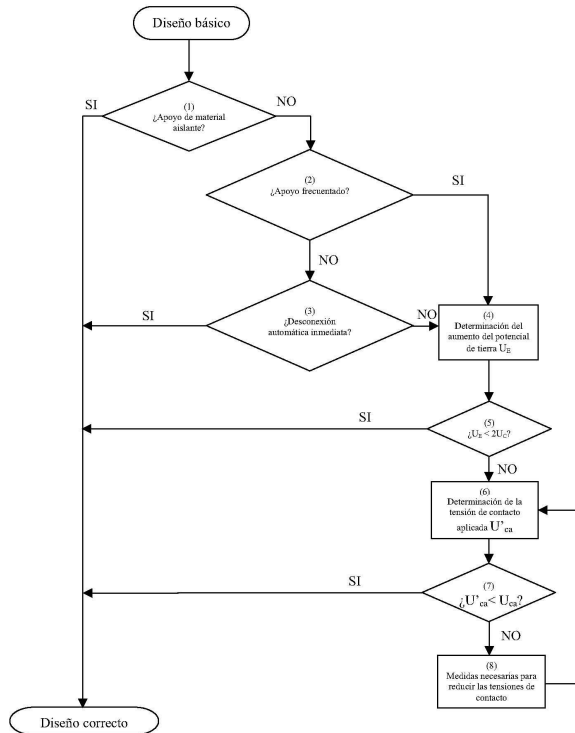 Diseño básico
SI
NO
(1)
¿Apoyo de material
aislante?
(2)
¿Apoyo frecuentado?
SI
NO
(3)
¿Desconexión
automática inmediata?
SI
NO
(4)
Determinación del
aumento del potencial
de tierra U_E
(5)
¿U_E < 2U_C?
SI
NO
(6)
Determinación de la
tensión de contacto
aplicada U'_ca
(7)
¿U'_ca< U_ca?
SI
NO
(8)
Medidas necesarias para
reducir las tensiones de
contacto
Diseño correcto